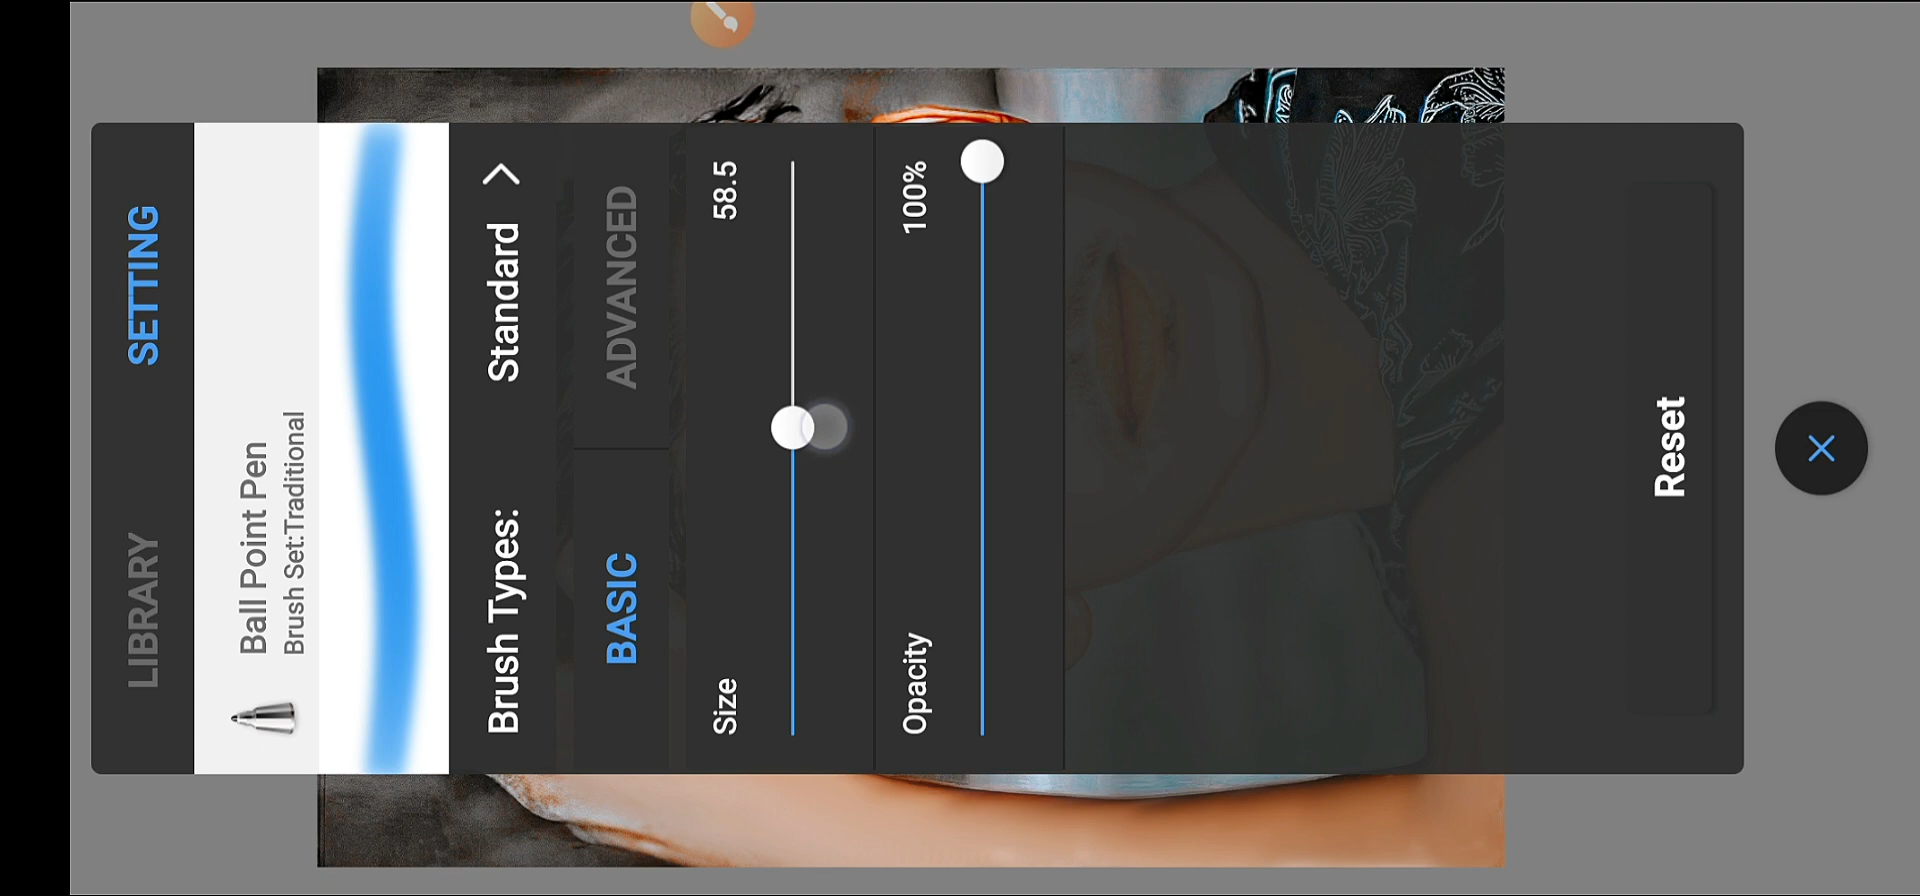 LIBRARY SETTING
Ball Point Pen
Brush Set:Traditional
Brush Types: Standard
BASIC ADVANCED
Size 58.5
Opacity 100%
Reset